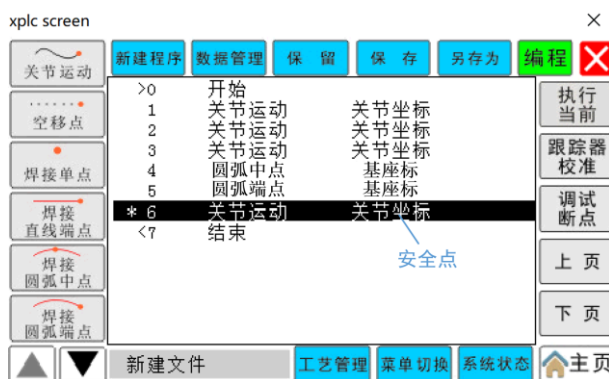 xplc screen
新建程序 数据管理 保 留 保 存 另存为 编程
关节运动
空移点
焊接单点
焊接
直线端点
焊接
圆弧中点
焊接
圆弧端点
>0 开始
1 关节运动 关节坐标
2 关节运动 关节坐标
3 关节运动 关节坐标
4 圆弧中点 基座标
5 圆弧端点 基座标
* 6 关节运动 关节坐标
<7 结束
安全点
执行
当前
跟踪器
校准
调试
断点
上 页
下 页
新建文件 工艺管理 菜单切换 系统状态 主页